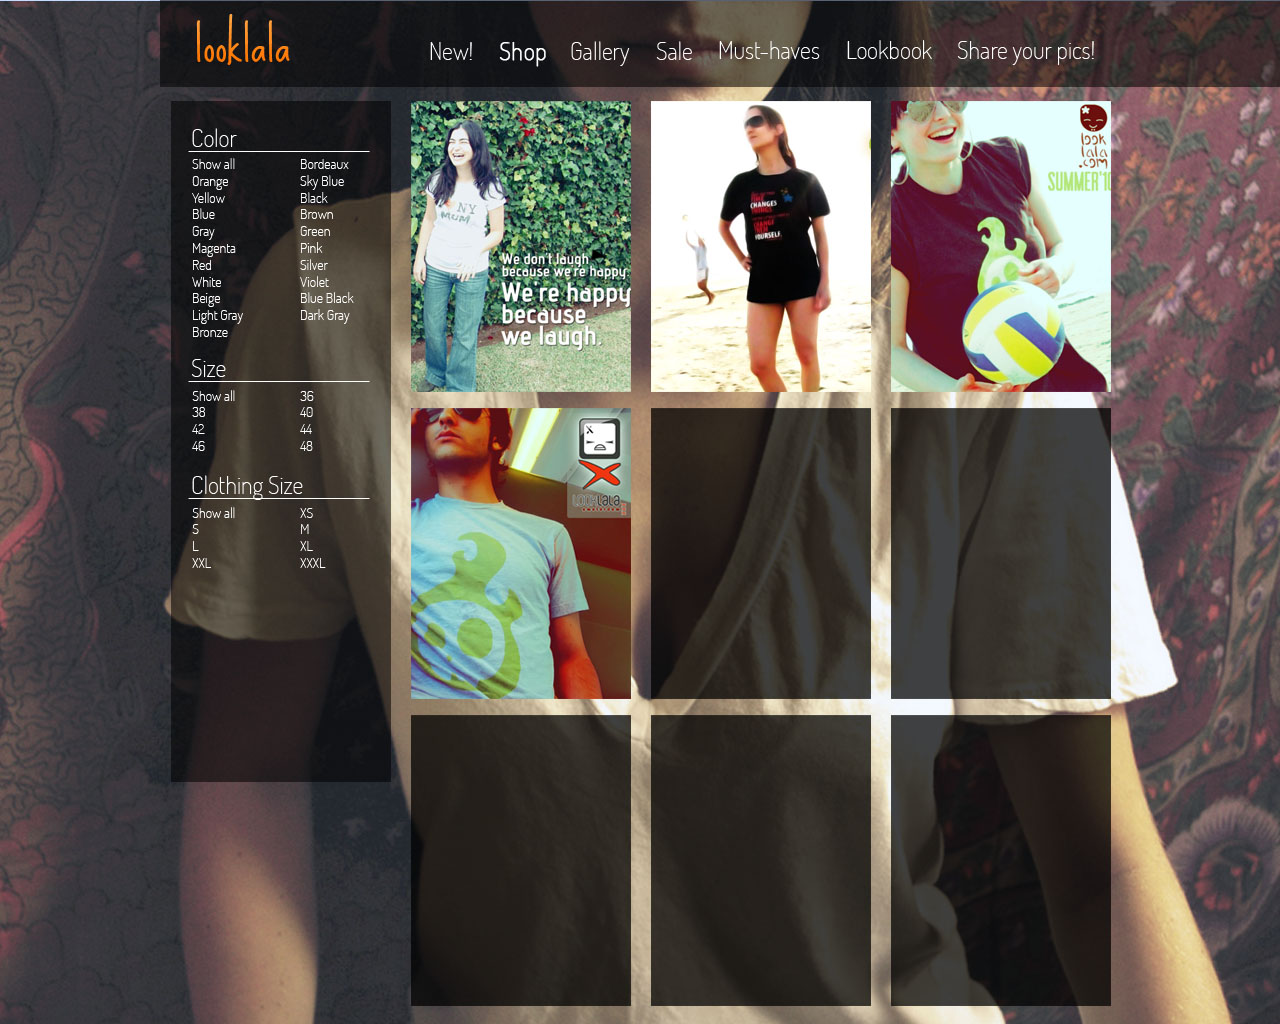 looklala
New! Shop Gallery Sale Must-haves Lookbook Share your pics!
Color
Show all Bordeaux
Orange Sky Blue
Yellow Black
Blue Brown
Gray Green
Magenta Pink
Red Silver
White Violet
Beige Blue Black
Light Gray Dark Gray
Bronze
Size
Show all 36
38 40
42 44
46 48
Clothing Size
Show all XS
S M
L XL
XXL XXXL
NY
MUM
We don't laugh
because we're happy.
We're happy
because
we laugh.
CHANGES
THINGS
CHANGE
THEM
YOURSELF.
look
lala
.com
SUMMER'10
X
LOOKLALA